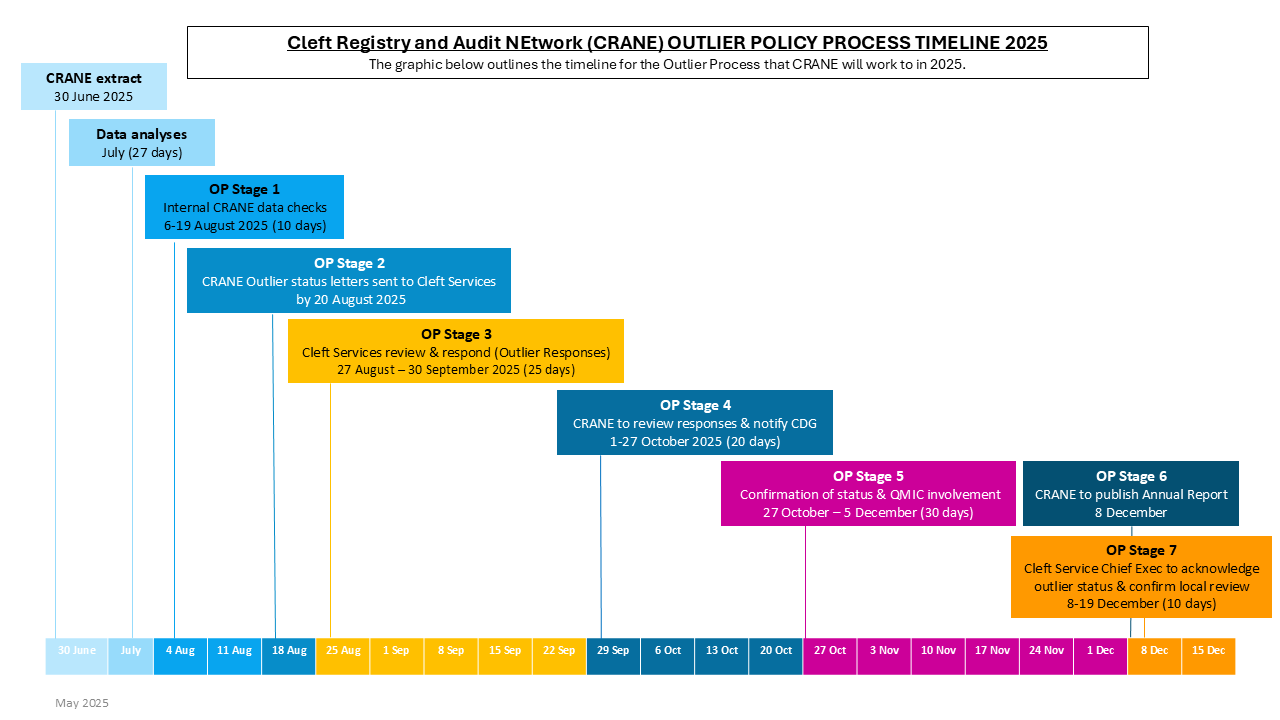 Cleft Registry and Audit NEtwork (CRANE) OUTLIER POLICY PROCESS TIMELINE 2025
The graphic below outlines the timeline for the Outlier Process that CRANE will work to in 2025.
CRANE extract
30 June 2025
Data analyses
July (27 days)
OP Stage 1
Internal CRANE data checks
6-19 August 2025 (10 days)
OP Stage 2
CRANE Outlier status letters sent to Cleft Services
by 20 August 2025
OP Stage 3
Cleft Services review & respond (Outlier Responses)
27 August – 30 September 2025 (25 days)
OP Stage 4
CRANE to review responses & notify CDG
1-27 October 2025 (20 days)
OP Stage 5
Confirmation of status & QMIC involvement
27 October – 5 December (30 days)
OP Stage 6
CRANE to publish Annual Report
8 December
OP Stage 7
Cleft Service Chief Exec to acknowledge
outlier status & confirm local review
8-19 December (10 days)
30 June July 4 Aug 11 Aug 18 Aug 25 Aug 1 Sep 8 Sep 15 Sep 22 Sep 29 Sep 6 Oct 13 Oct 20 Oct 27 Oct 3 Nov 10 Nov 17 Nov 24 Nov 1 Dec 8 Dec 15 Dec
May 2025